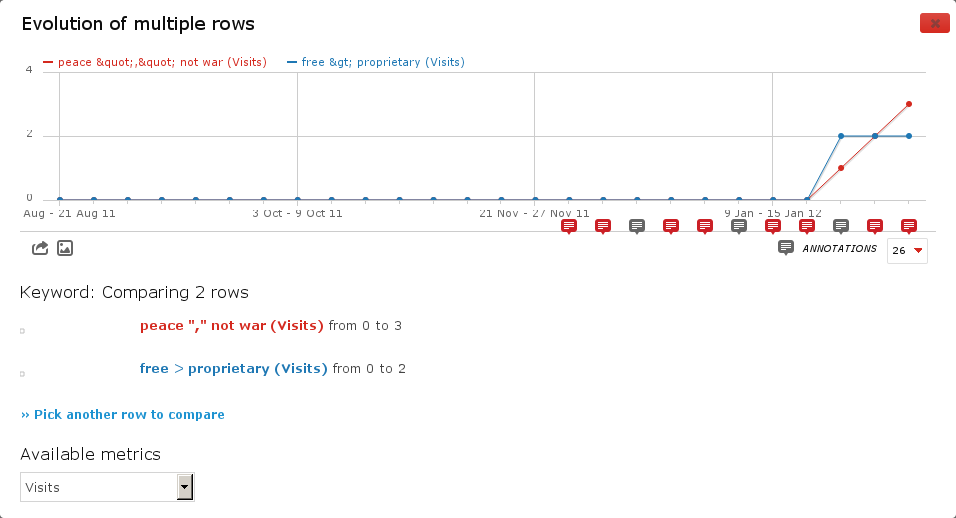 Evolution of multiple rows
peace &quot;,&quot; not war (Visits) free &gt; proprietary (Visits)
4
2
0
Aug - 21 Aug 11 3 Oct - 9 Oct 11 21 Nov - 27 Nov 11 9 Jan - 15 Jan 12
ANNOTATIONS 26
Keyword: Comparing 2 rows
peace "," not war (Visits) from 0 to 3
free > proprietary (Visits) from 0 to 2
» Pick another row to compare
Available metrics
Visits